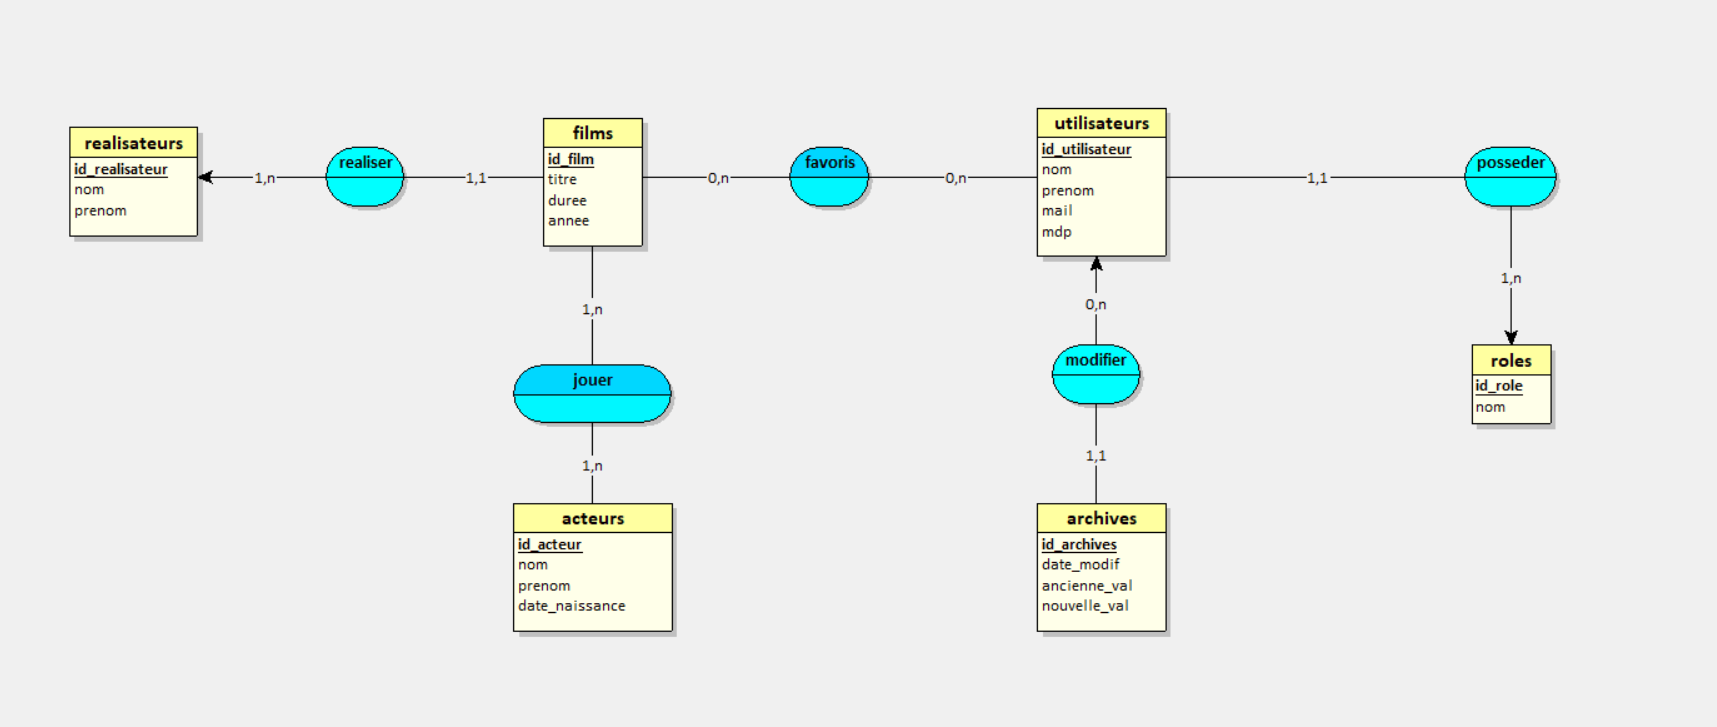 realisateurs
id_realisateur
nom
prenom
1,n
realiser
1,1
films
id_film
titre
duree
annee
0,n
favoris
0,n
utilisateurs
id_utilisateur
nom
prenom
mail
mdp
1,1
posseder
1,n
roles
id_role
nom
1,n
jouer
1,n
acteurs
id_acteur
nom
prenom
date_naissance
0,n
modifier
1,1
archives
id_archives
date_modif
ancienne_val
nouvelle_val